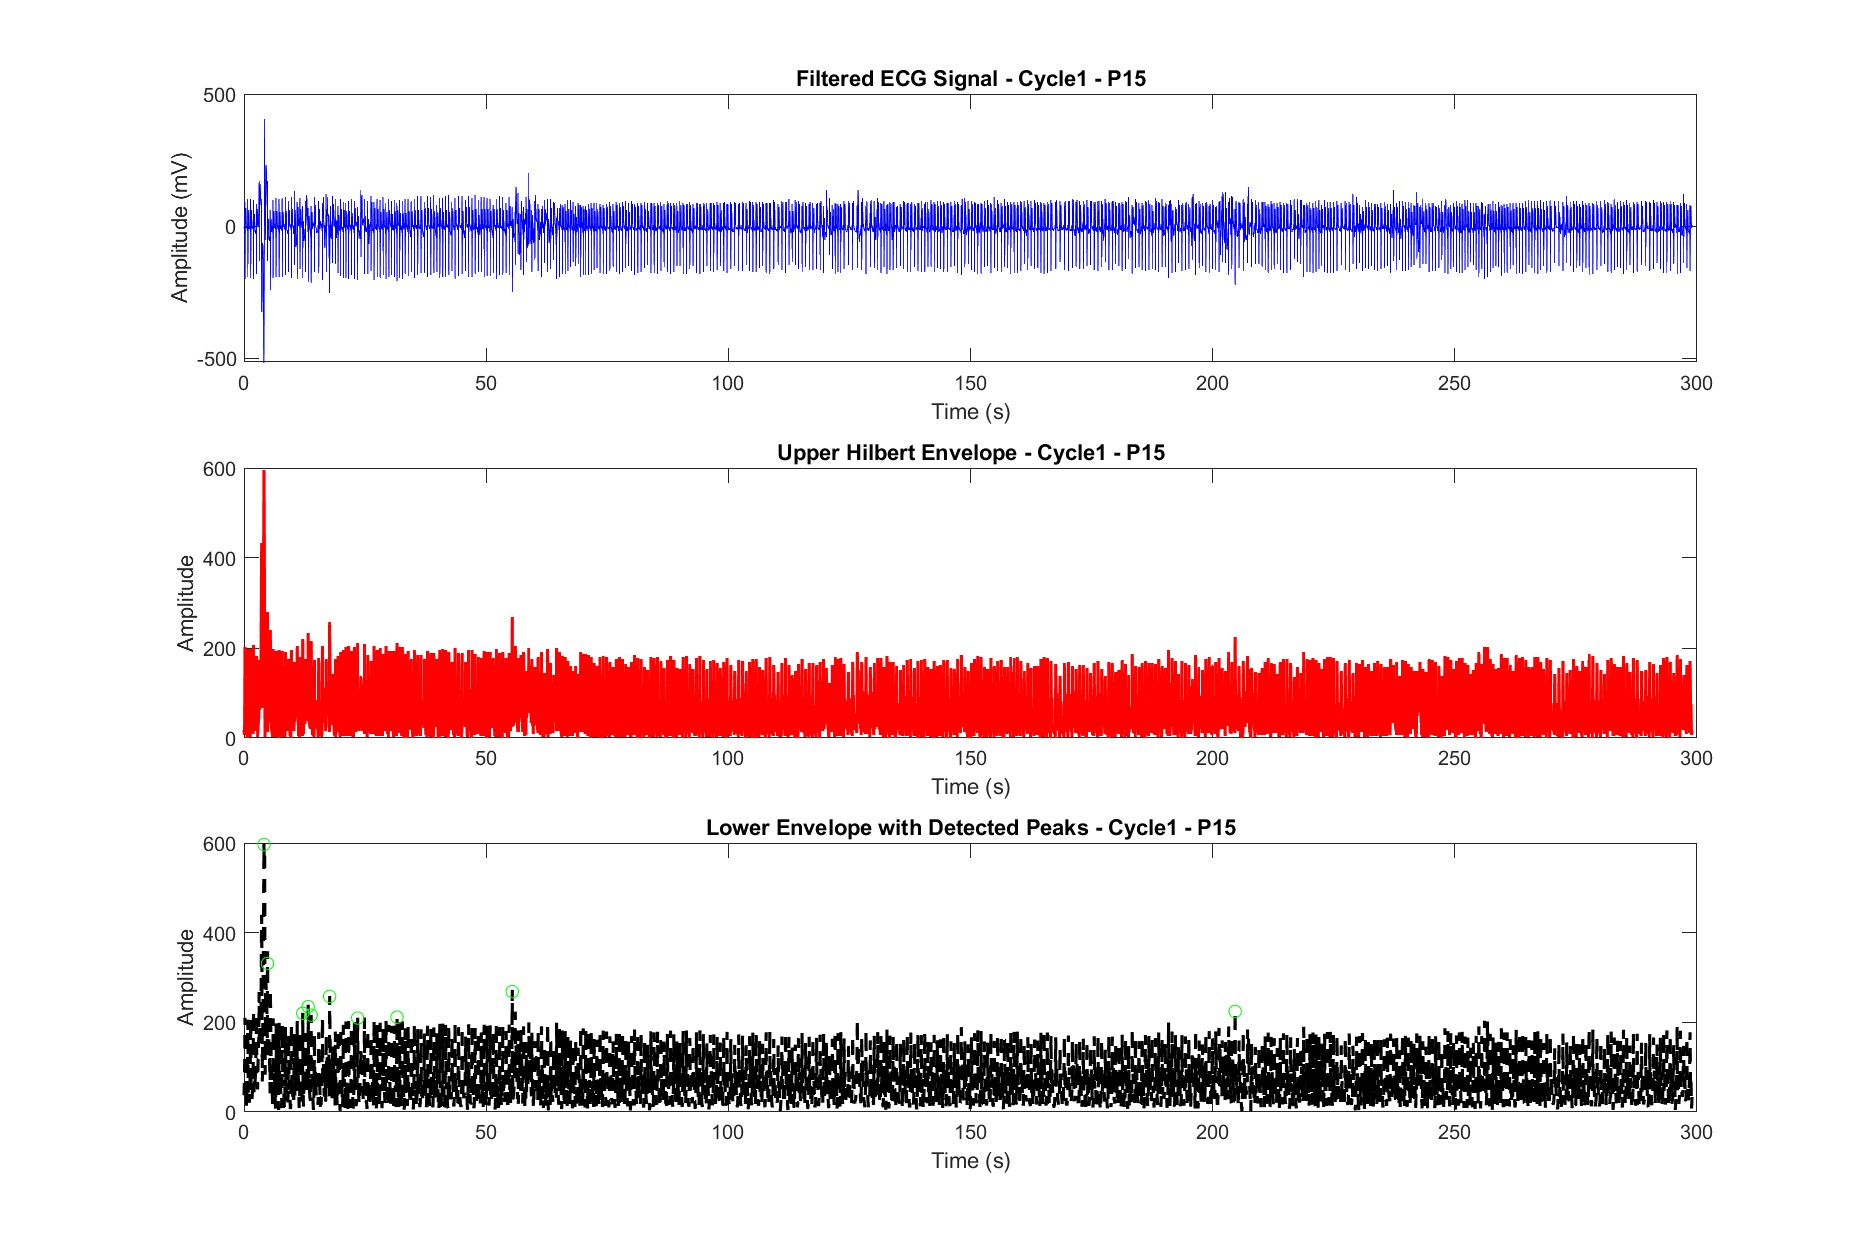 Filtered ECG Signal - Cycle1 - P15
500
0
-500
Amplitude (mV)
0 50 100 150 200 250 300
Time (s)
Upper Hilbert Envelope - Cycle1 - P15
600
400
200
0
Amplitude
0 50 100 150 200 250 300
Time (s)
Lower Envelope with Detected Peaks - Cycle1 - P15
600
400
200
0
Amplitude
0 50 100 150 200 250 300
Time (s)